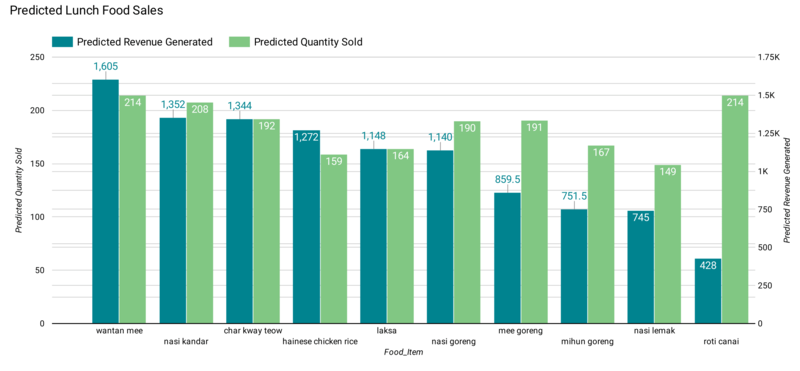 Predicted Lunch Food Sales
Predicted Revenue Generated
Predicted Quantity Sold
250
200
150
100
50
0
Predicted Quantity Sold
1.75K
1.5K
1.25K
1K
750
500
250
0
Predicted Revenue Generated
1,605
214
1,352
208
1,344
192
1,272
159
1,148
164
1,140
190
859.5
191
751.5
167
745
149
428
214
wantan mee
nasi kandar
char kway teow
hainese chicken rice
laksa
nasi goreng
mee goreng
mihun goreng
nasi lemak
roti canai
Food_Item